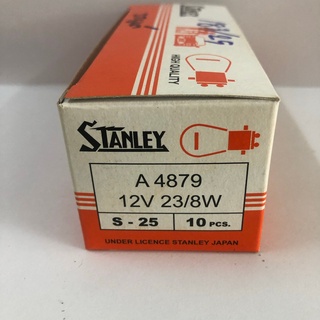 HIGH QUALITY
STANLEY
A 4879
12V 23/8W
S - 25 10 PCS.
UNDER LICENCE STANLEY JAPAN